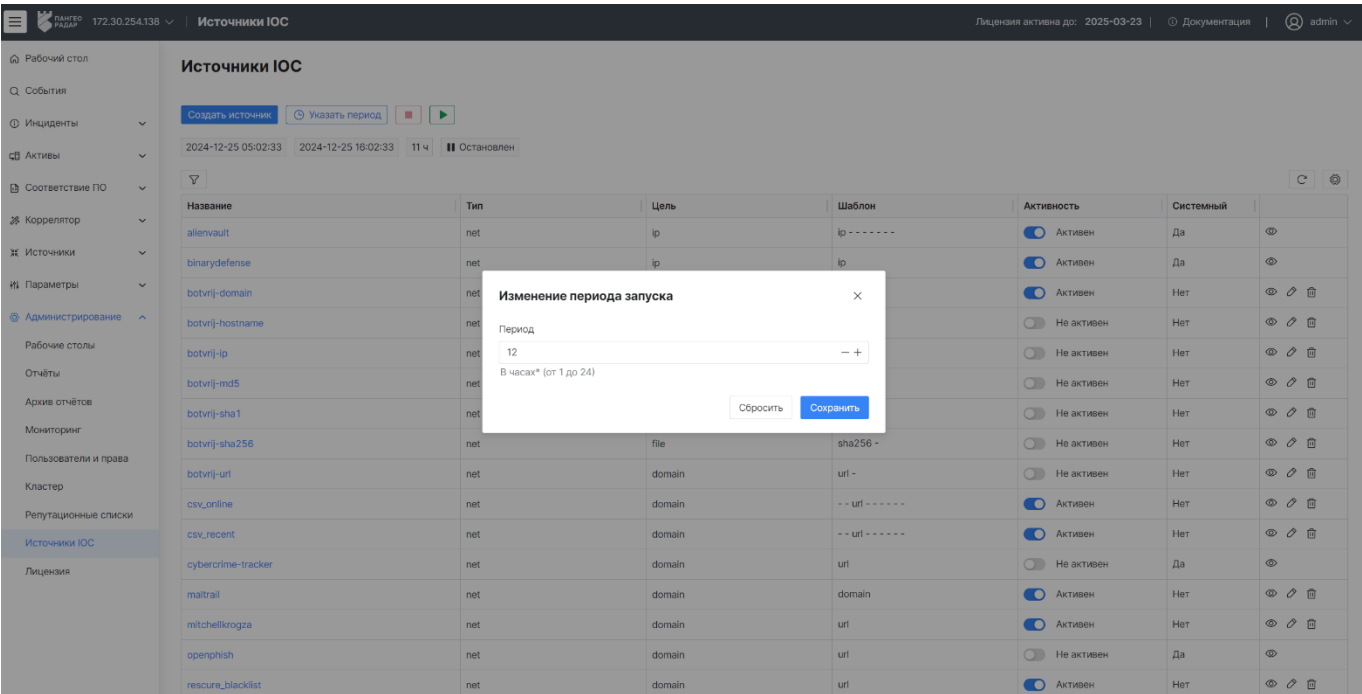 ПАНГЕО РАДАР 172.30.254.138 Источники IOC Лицензия активна до: 2025-03-23 | Документация | admin
Рабочий стол
События
Инциденты
Активы
Соответствие ПО
Коррелятор
Источники
Параметры
Администрирование
Рабочие столы
Отчёты
Архив отчётов
Мониторинг
Пользователи и права
Кластер
Репутационные списки
Источники IOC
Лицензия
Источники IOC
Создать источник Указать период
2024-12-25 05:02:33 2024-12-25 16:02:33 11 ч Остановлен
Название Тип Цель Шаблон Активность Системный
alienvault net ip ip - - - - - - - Активен Да
binarydefense net ip ip Активен Да
botvrij-domain net Активен Нет
botvrij-hostname net Не активен Нет
botvrij-ip net Не активен Нет
botvrij-md5 net Не активен Нет
botvrij-sha1 net Не активен Нет
botvrij-sha256 net file sha256 - Не активен Нет
botvrij-url net domain url - Не активен Нет
csv_online net domain - - url - - - - - - Активен Нет
csv_recent net domain - - url - - - - - - Активен Нет
cybercrime-tracker net domain url Не активен Да
maltrail net domain domain Активен Нет
mitchellkrogza net domain url Активен Нет
openphish net domain url Не активен Да
rescure_blacklist net domain url Активен Нет
Изменение периода запуска
Период
12
В часах* (от 1 до 24)
Сбросить Сохранить